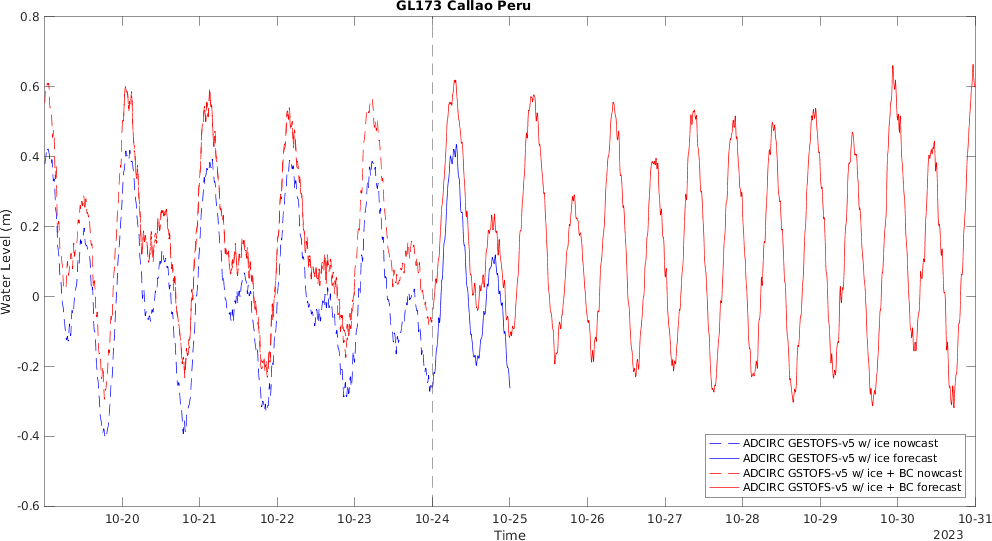 GL173 Callao Peru
0.8
0.6
0.4
0.2
0
-0.2
-0.4
-0.6
Water Level (m)
ADCIRC GESTOFS-v5 w/ ice nowcast
ADCIRC GESTOFS-v5 w/ ice forecast
ADCIRC GSTOFS-v5 w/ ice + BC nowcast
ADCIRC GSTOFS-v5 w/ ice + BC forecast
10-20 10-21 10-22 10-23 10-24 10-25 10-26 10-27 10-28 10-29 10-30 10-31
Time
2023